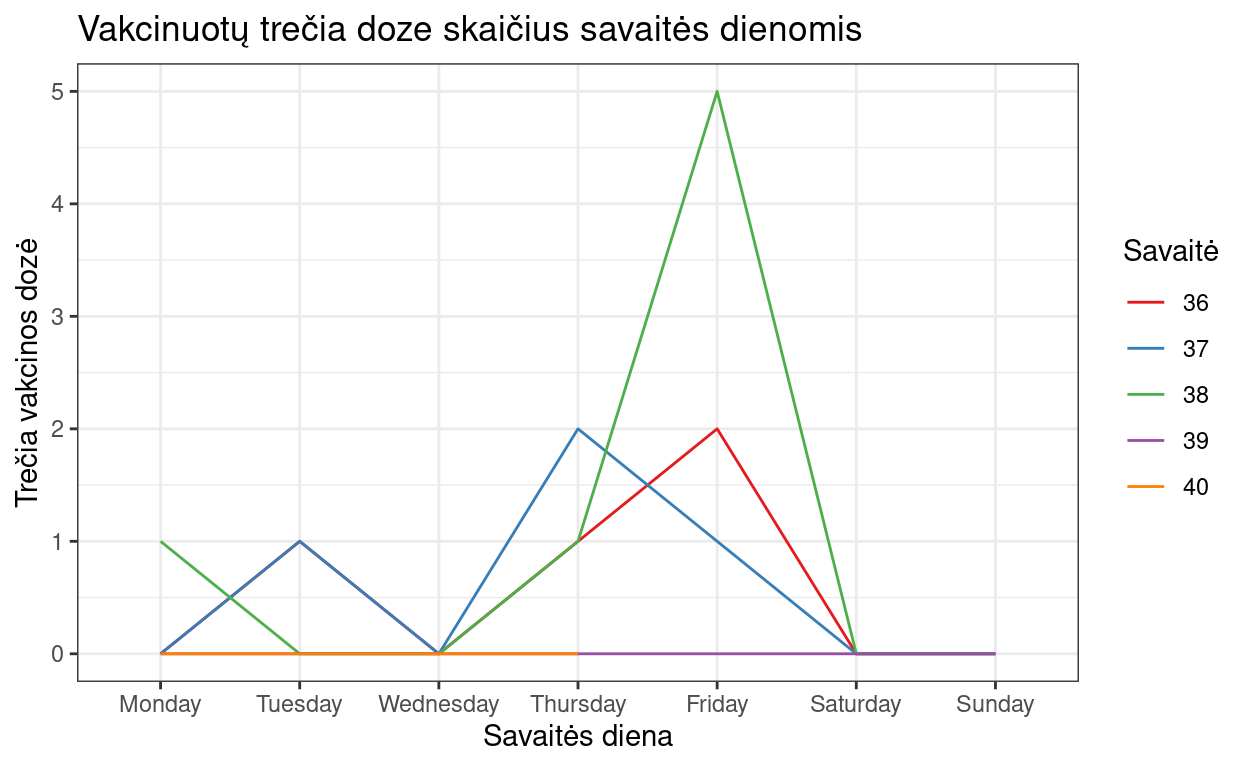 Vakcinuotų trečia doze skaičius savaitės dienomis
Trečia vakcinos dozė
5
4
3
2
1
0
Monday
Tuesday
Wednesday
Thursday
Friday
Saturday
Sunday
Savaitės diena
Savaitė
36
37
38
39
40